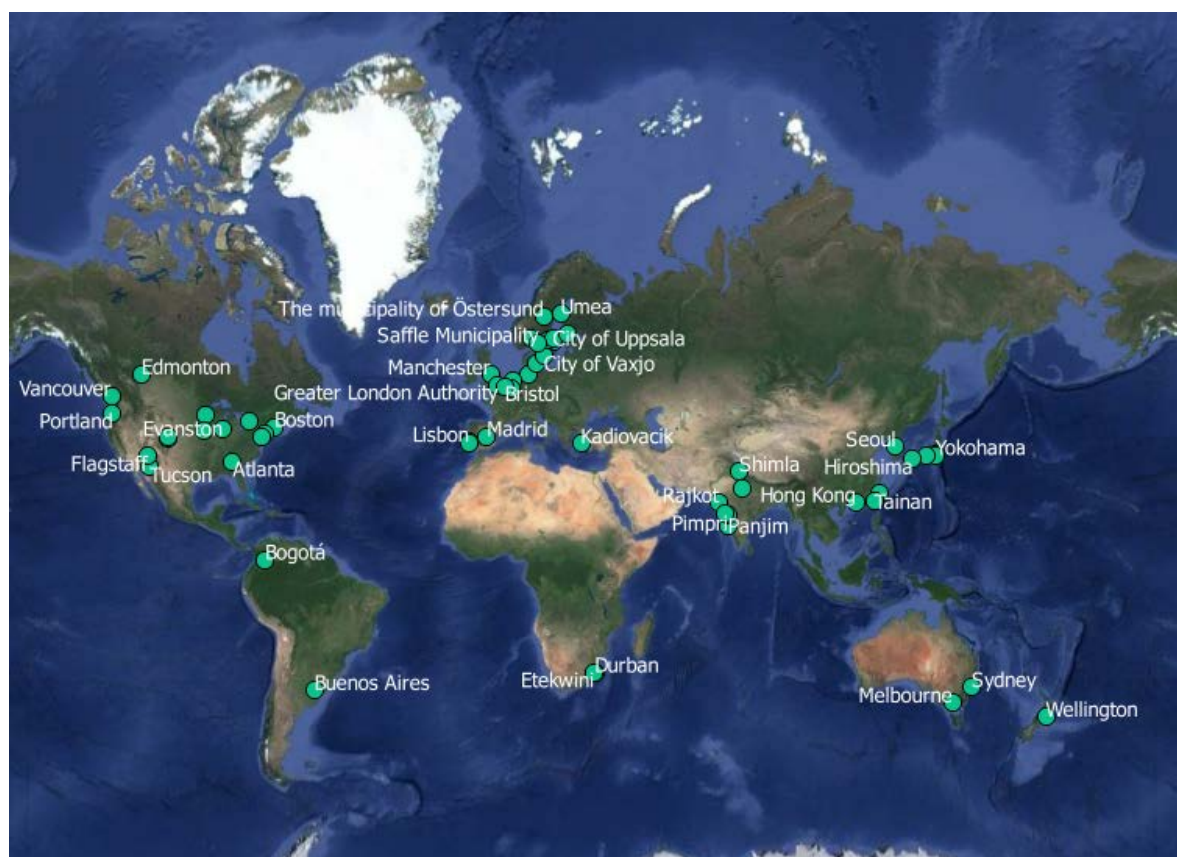 The municipality of Östersund
Umea
Saffle Municipality
City of Uppsala
Manchester
City of Vaxjo
Edmonton
Vancouver
Greater London Authority
Bristol
Portland
Evanston
Boston
Lisbon
Madrid
Kadiovacik
Seoul
Yokohama
Flagstaff
Tucson
Atlanta
Shimla
Hiroshima
Rajkot
Hong Kong
Tainan
Pimpri
Panjim
Bogotá
Durban
Etekwini
Buenos Aires
Sydney
Melbourne
Wellington